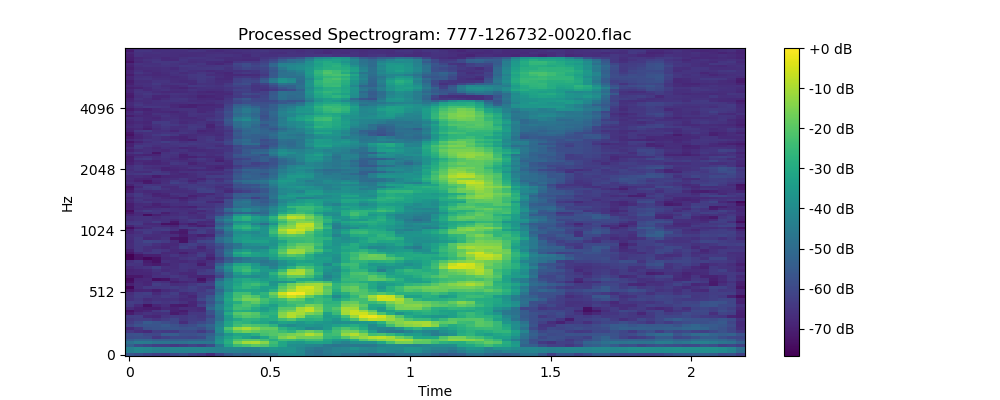 Processed Spectrogram: 777-126732-0020.flac
Hz
4096
2048
1024
512
0
0
0.5
1
1.5
2
Time
+0 dB
-10 dB
-20 dB
-30 dB
-40 dB
-50 dB
-60 dB
-70 dB